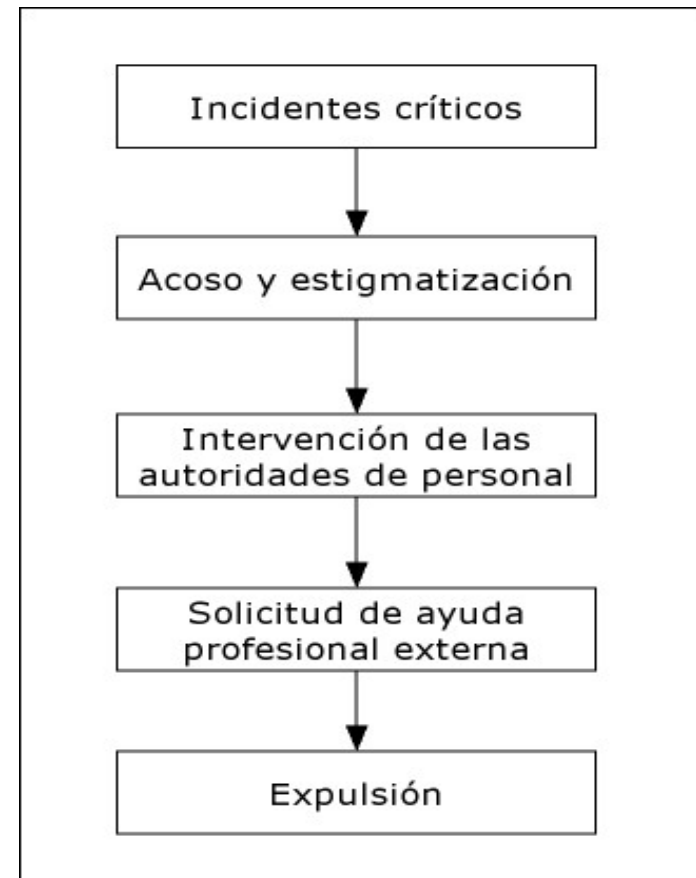 Incidentes críticos
Acoso y estigmatización
Intervención de las
autoridades de personal
Solicitud de ayuda
profesional externa
Expulsión